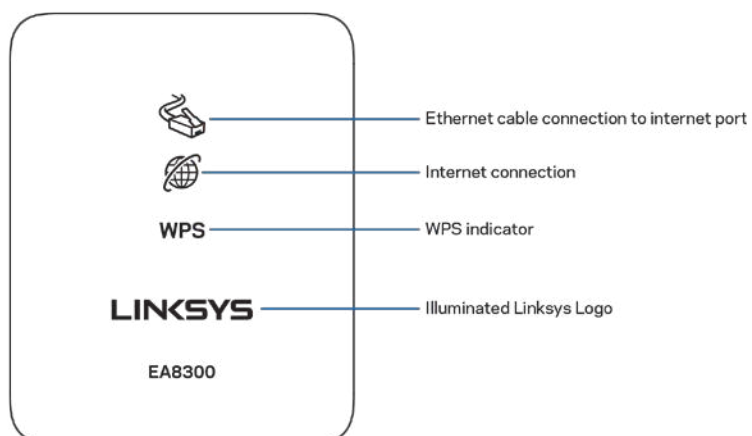 Ethernet cable connection to internet port
Internet connection
WPS WPS indicator
LINKSYS Illuminated Linksys Logo
EA8300